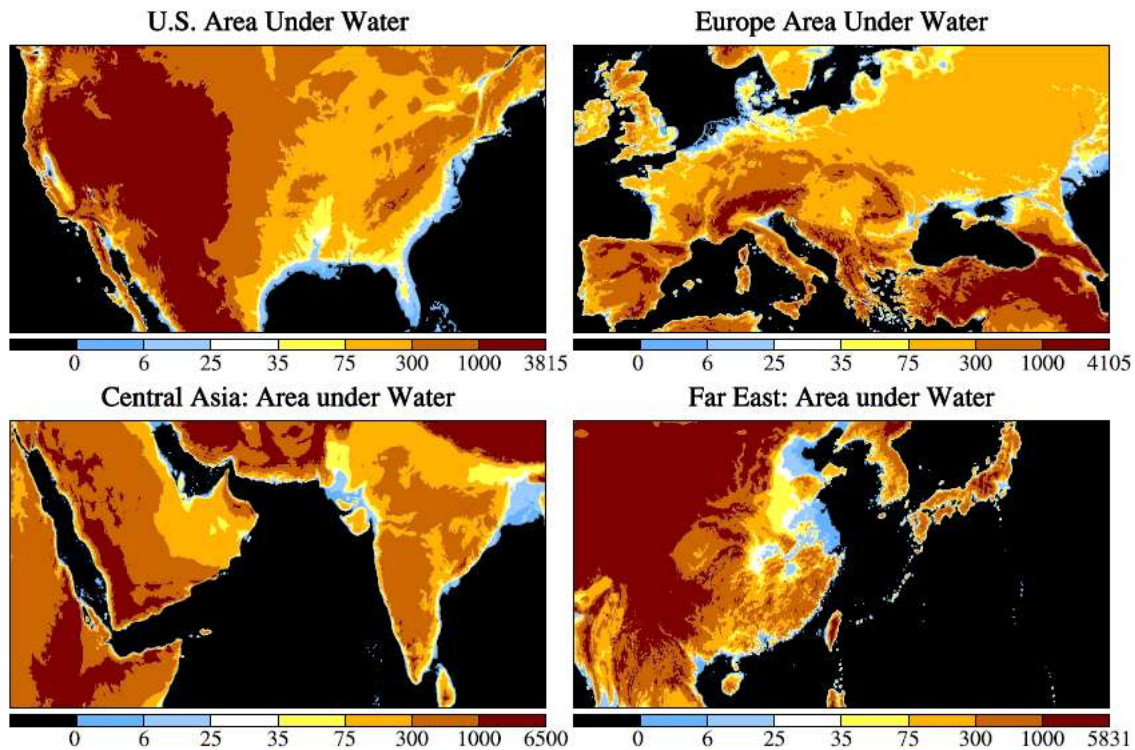 U.S. Area Under Water
Europe Area Under Water
0 6 25 35 75 300 1000 3815
0 6 25 35 75 300 1000 4105
Central Asia: Area under Water
Far East: Area under Water
0 6 25 35 75 300 1000 6500
0 6 25 35 75 300 1000 5831